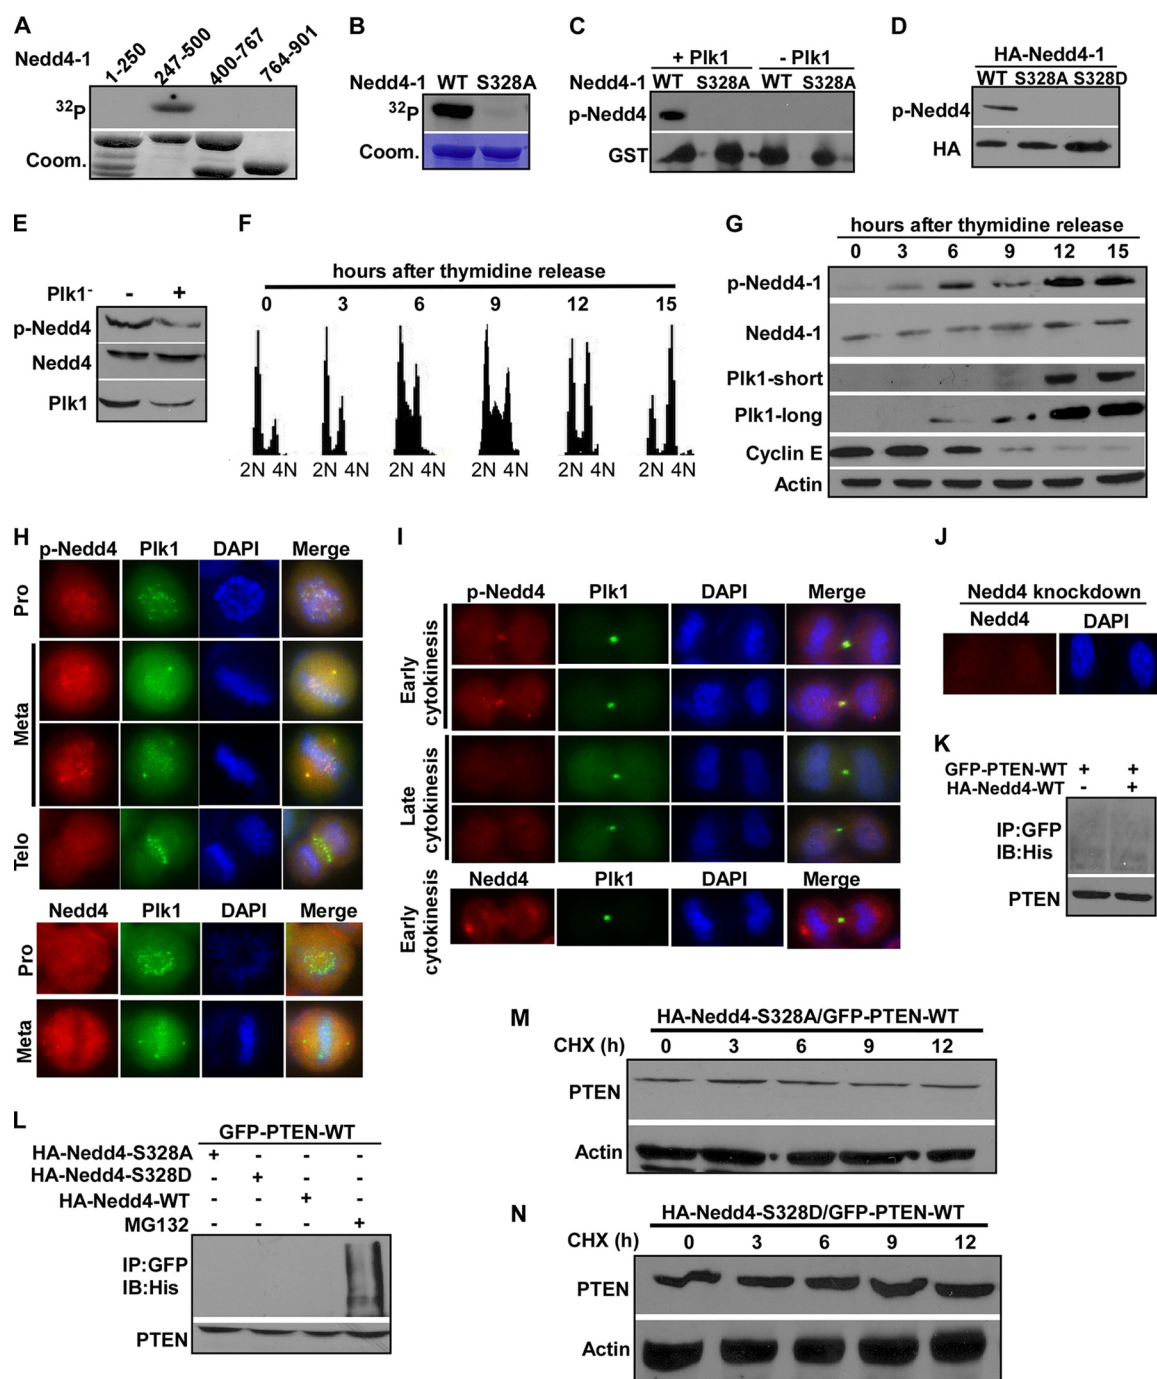 A
Nedd4-1
1-250
247-500
400-767
764-901
32P
Coom.
B
Nedd4-1 WT S328A
32P
Coom.
C
+ Plk1 - Plk1
Nedd4-1 WT S328A WT S328A
p-Nedd4
GST
D
HA-Nedd4-1
WT S328A S328D
p-Nedd4
HA
E
Plk1- - +
p-Nedd4
Nedd4
Plk1
F
hours after thymidine release
0 3 6 9 12 15
2N 4N 2N 4N 2N 4N 2N 4N 2N 4N 2N 4N
G
hours after thymidine release
0 3 6 9 12 15
p-Nedd4-1
Nedd4-1
Plk1-short
Plk1-long
Cyclin E
Actin
H
p-Nedd4 Plk1 DAPI Merge
Pro
Meta
Telo
Nedd4 Plk1 DAPI Merge
Pro
Meta
I
p-Nedd4 Plk1 DAPI Merge
Early
cytokinesis
Late
cytokinesis
Nedd4 Plk1 DAPI Merge
Early
cytokinesis
J
Nedd4 knockdown
Nedd4 DAPI
K
GFP-PTEN-WT + +
HA-Nedd4-WT - +
IP:GFP
IB:His
PTEN
L
GFP-PTEN-WT
HA-Nedd4-S328A + - - -
HA-Nedd4-S328D - + - -
HA-Nedd4-WT - - + -
MG132 - - - +
IP:GFP
IB:His
PTEN
M
HA-Nedd4-S328A/GFP-PTEN-WT
CHX (h) 0 3 6 9 12
PTEN
Actin
N
HA-Nedd4-S328D/GFP-PTEN-WT
CHX (h) 0 3 6 9 12
PTEN
Actin